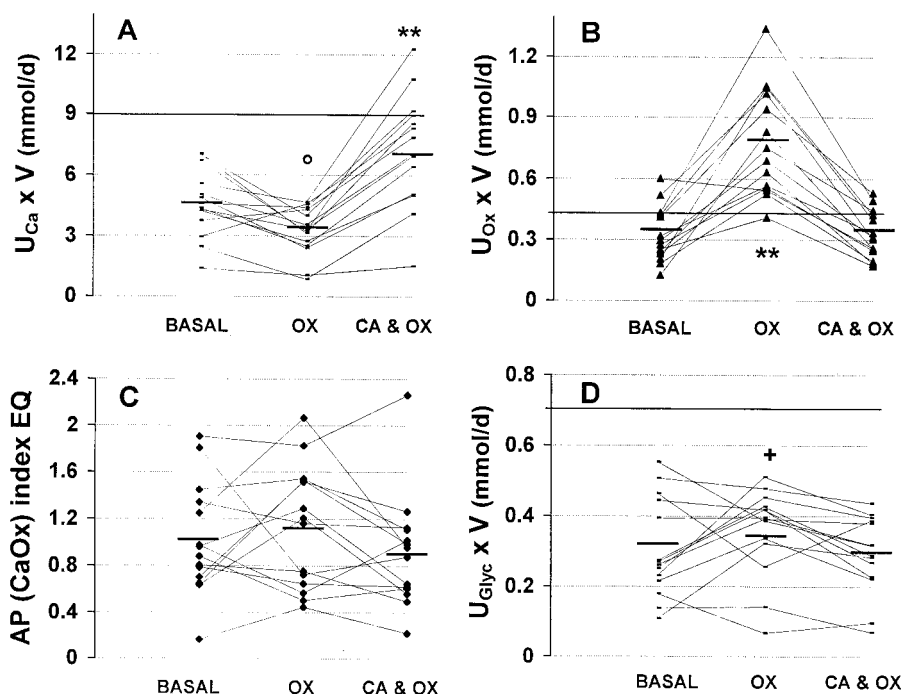 A
**
12
9
6
3
0
U_Ca x V (mmol/d)
BASAL OX CA & OX
B
1.2
0.9
0.6
0.3
0
U_Ox x V (mmol/d)
**
BASAL OX CA & OX
C
2.4
2
1.6
1.2
0.8
0.4
0
AP (CaOx) index EQ
BASAL OX CA & OX
D
0.8
0.6
0.4
0.2
0
U_Glyc x V (mmol/d)
+
BASAL OX CA & OX